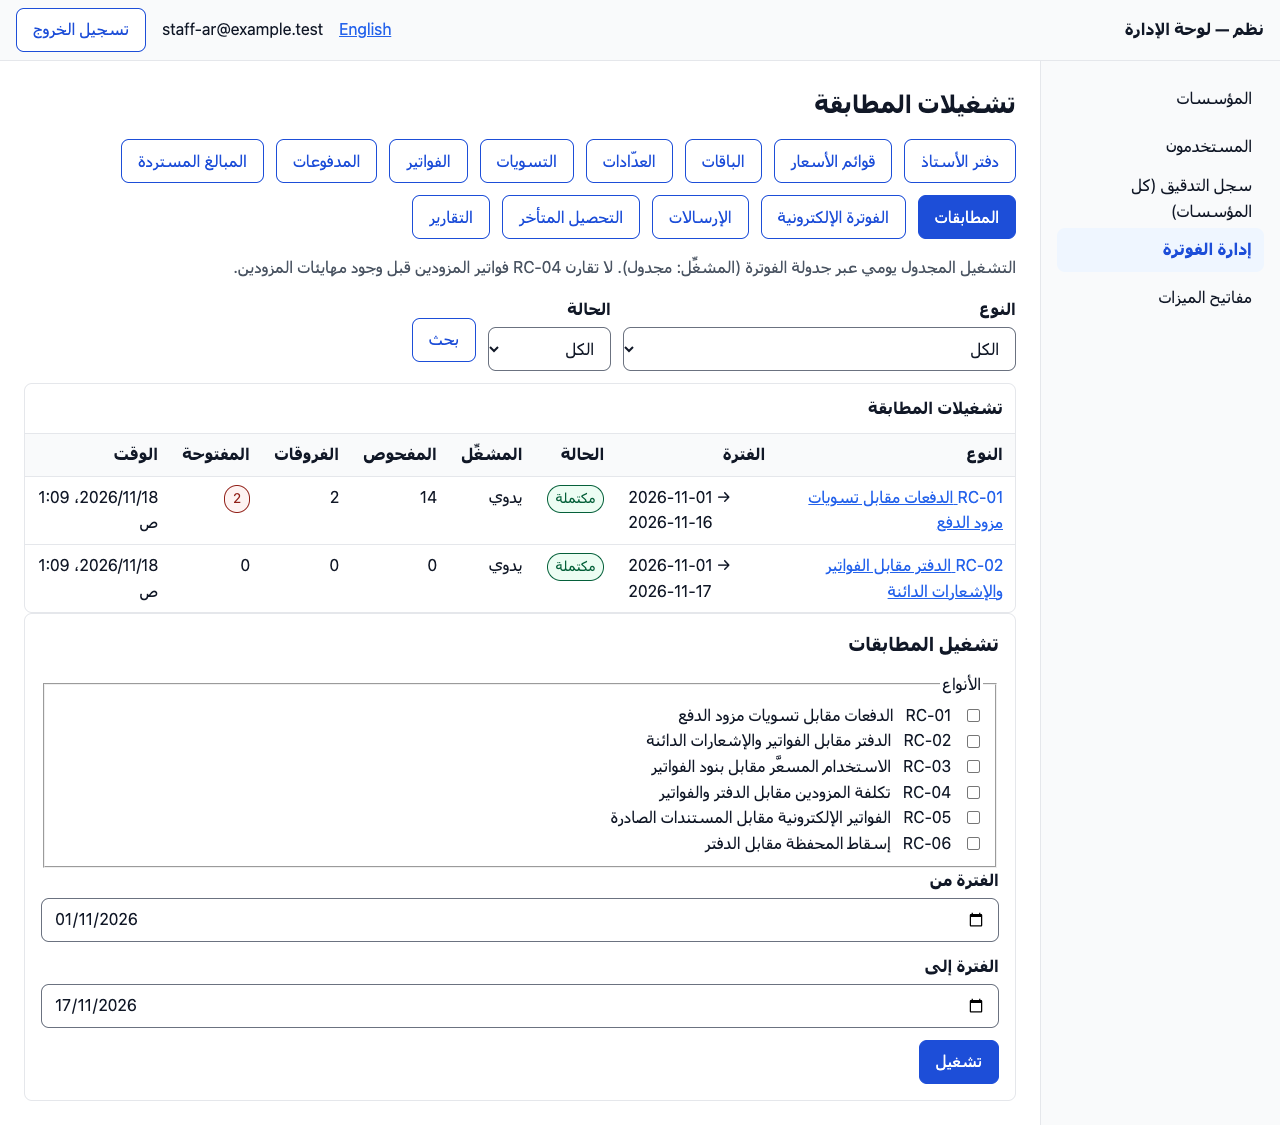 نظم — لوحة الإدارة
English
staff-ar@example.test
تسجيل الخروج
المؤسسات
المستخدمون
سجل التدقيق (كل
المؤسسات)
إدارة الفوترة
مفاتيح الميزات
تشغيلات المطابقة
دفتر الأستاذ
قوائم الأسعار
الباقات
العدّادات
التسويات
الفواتير
المدفوعات
المبالغ المستردة
المطابقات
الفوترة الإلكترونية
الإرسالات
التحصيل المتأخر
التقارير
التشغيل المجدول يومي عبر جدولة الفوترة (المشغِّل: مجدول). لا تقارن RC-04 فواتير المزودين قبل وجود مهايئات المزودين.
النوع
الكل
الحالة
الكل
بحث
تشغيلات المطابقة
النوع الفترة الحالة المشغِّل المفحوص الفروقات المفتوحة الوقت
RC-01 الدفعات مقابل تسويات
مزود الدفع
2026-11-01 →
2026-11-16
مكتملة
يدوي
14
2
2
2026/11/18، 1:09
ص
RC-02 الدفتر مقابل الفواتير
والإشعارات الدائنة
2026-11-01 →
2026-11-17
مكتملة
يدوي
0
0
0
2026/11/18، 1:09
ص
تشغيل المطابقات
الأنواع
RC-01 الدفعات مقابل تسويات مزود الدفع
RC-02 الدفتر مقابل الفواتير والإشعارات الدائنة
RC-03 الاستخدام المسعَّر مقابل بنود الفواتير
RC-04 تكلفة المزودين مقابل الدفتر والفواتير
RC-05 الفواتير الإلكترونية مقابل المستندات الصادرة
RC-06 إسقاط المحفظة مقابل الدفتر
الفترة من
01/11/2026
الفترة إلى
17/11/2026
تشغيل